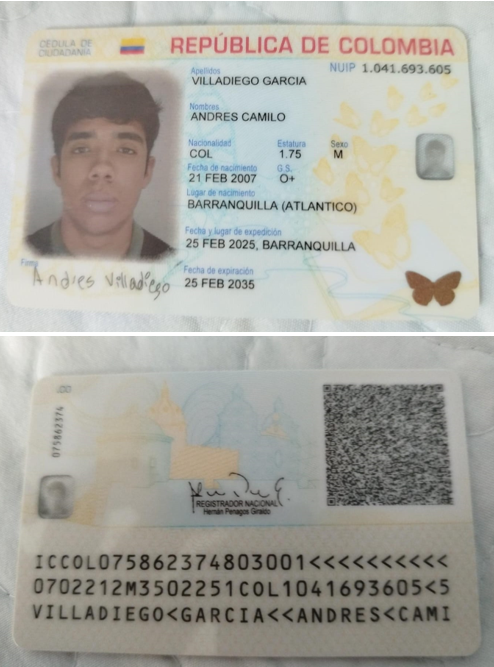 CÉDULA DE
CIUDADANÍA
REPÚBLICA DE COLOMBIA
NUIP 1.041.693.605
Apellidos
VILLADIEGO GARCIA
Nombres
ANDRES CAMILO
Nacionalidad Estatura Sexo
COL 1.75 M
Fecha de nacimiento G.S.
21 FEB 2007 O+
Lugar de nacimiento
BARRANQUILLA (ATLANTICO)
Fecha y lugar de expedición
25 FEB 2025, BARRANQUILLA
Fecha de expiración
25 FEB 2035
Firma
Andres Villadiego
075862374
REGISTRADOR NACIONAL
Hernán Penagos Giraldo
ICCOL075862374803001<<<<<<<<<<
0702212M3502251COL1041693605<5
VILLADIEGO<GARCIA<<ANDRES<CAMI